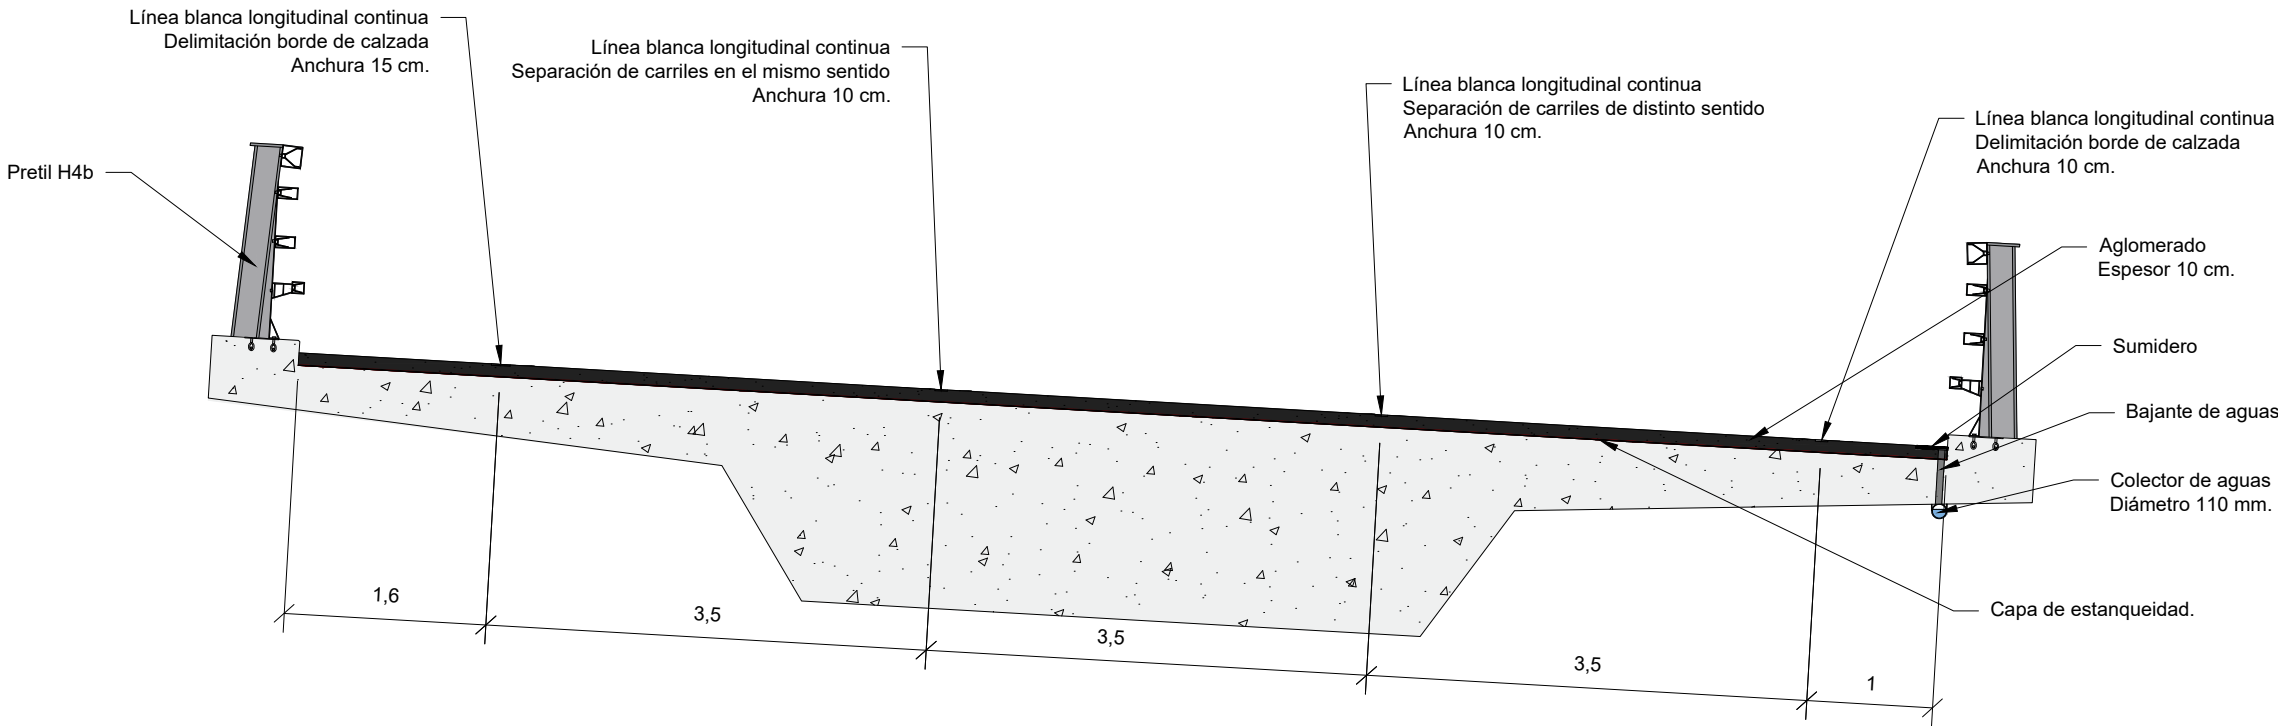 Línea blanca longitudinal continua
Delimitación borde de calzada
Anchura 15 cm.
Línea blanca longitudinal continua
Separación de carriles en el mismo sentido
Anchura 10 cm.
Línea blanca longitudinal continua
Separación de carriles de distinto sentido
Anchura 10 cm.
Línea blanca longitudinal continua
Delimitación borde de calzada
Anchura 10 cm.
Pretil H4b
Aglomerado
Espesor 10 cm.
Sumidero
Bajante de aguas
Colector de aguas
Diámetro 110 mm.
Capa de estanqueidad.
1,6
3,5
3,5
3,5
1